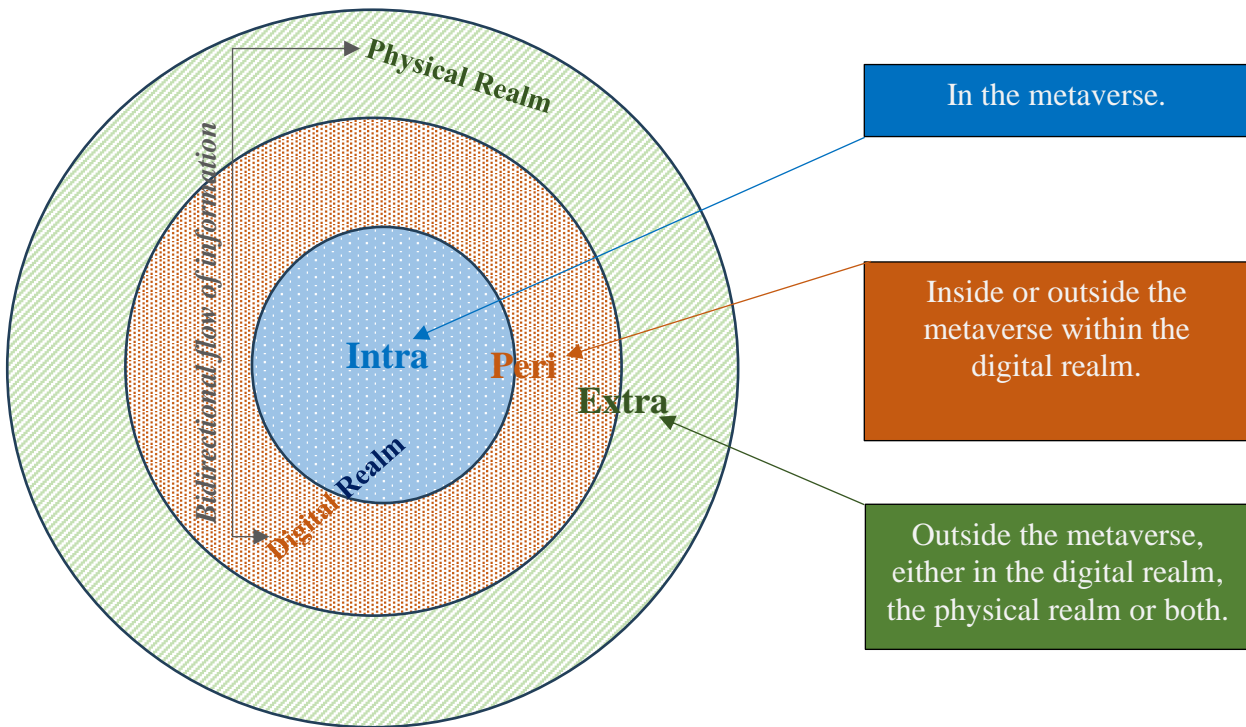 Physical Realm
Bidirectional flow of information
Intra
Peri
Extra
Digital Realm
In the metaverse.
Inside or outside the
metaverse within the
digital realm.
Outside the metaverse,
either in the digital realm,
the physical realm or both.